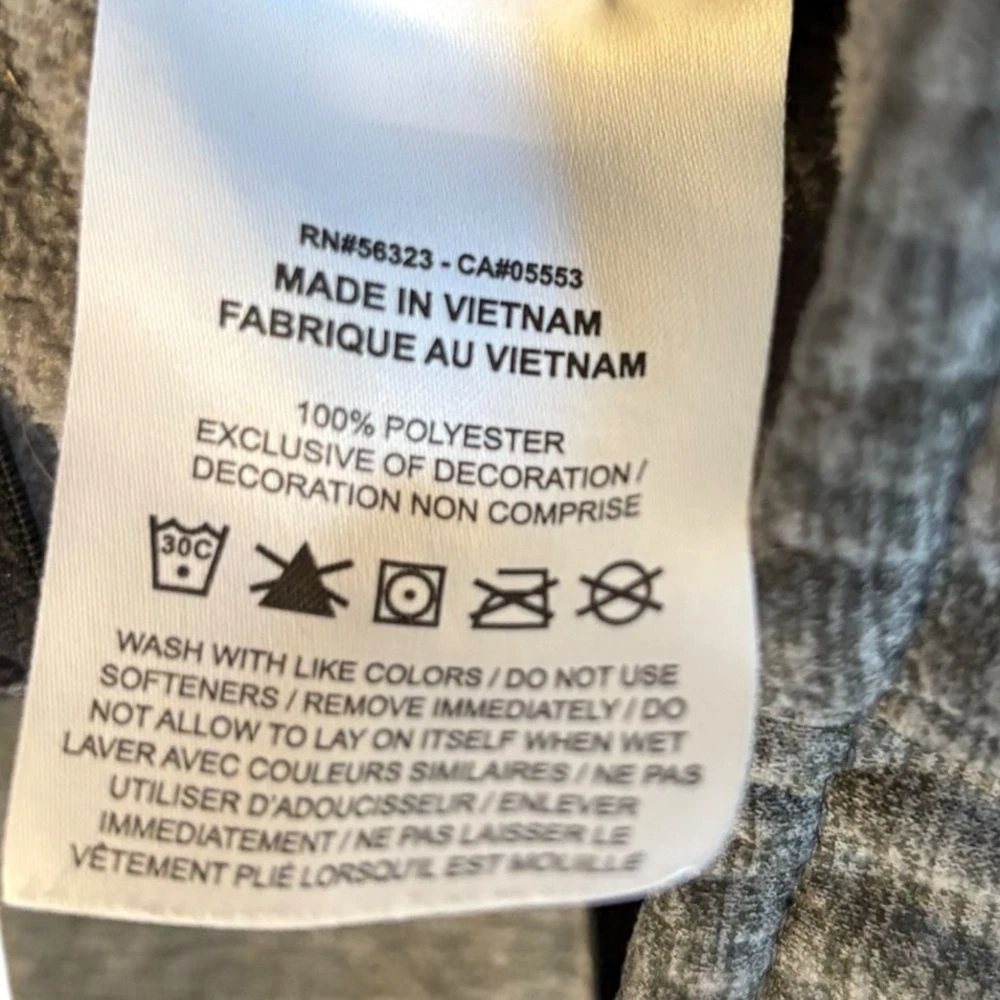 RN#56323 - CA#05553
MADE IN VIETNAM
FABRIQUE AU VIETNAM
100% POLYESTER
EXCLUSIVE OF DECORATION /
DECORATION NON COMPRISE
30C
WASH WITH LIKE COLORS / DO NOT USE
SOFTENERS / REMOVE IMMEDIATELY / DO
NOT ALLOW TO LAY ON ITSELF WHEN WET
LAVER AVEC COULEURS SIMILAIRES / NE PAS
UTILISER D'ADOUCISSEUR / ENLEVER
IMMEDIATEMENT / NE PAS LAISSER LE
VÊTEMENT PLIÉ LORSQU'IL EST MOUILLÉ